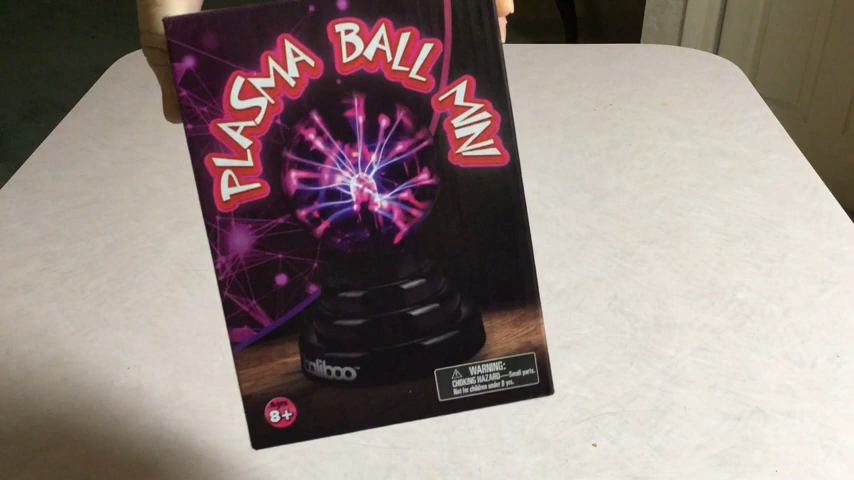 PLASMA BALL MINI
WARNING:
CHOKING HAZARD—Small parts.
Not for children under 8 yrs.
Ages
8+